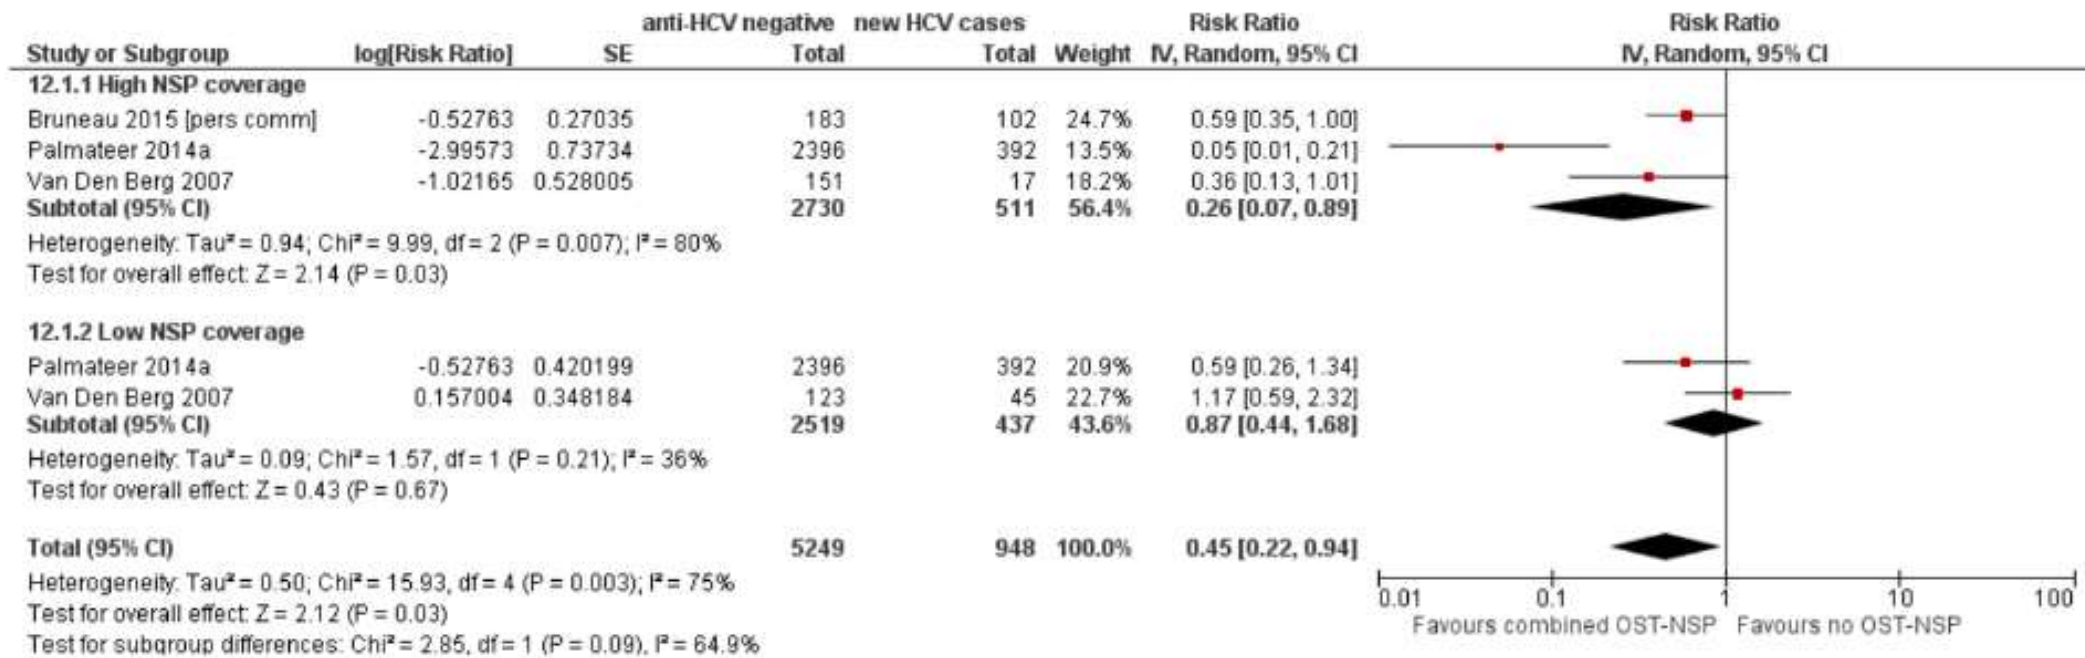 anti-HCV negative new HCV cases Risk Ratio Risk Ratio
Study or Subgroup log[Risk Ratio] SE Total Total Weight IV, Random, 95% CI IV, Random, 95% CI
12.1.1 High NSP coverage
Bruneau 2015 [pers comm] -0.52763 0.27035 183 102 24.7% 0.59 [0.35, 1.00]
Palmateer 2014a -2.99573 0.73734 2396 392 13.5% 0.05 [0.01, 0.21]
Van Den Berg 2007 -1.02165 0.528005 151 17 18.2% 0.36 [0.13, 1.01]
Subtotal (95% CI) 2730 511 56.4% 0.26 [0.07, 0.89]
Heterogeneity: Tau² = 0.94; Chi² = 9.99, df = 2 (P = 0.007); I² = 80%
Test for overall effect: Z = 2.14 (P = 0.03)
12.1.2 Low NSP coverage
Palmateer 2014a -0.52763 0.420199 2396 392 20.9% 0.59 [0.26, 1.34]
Van Den Berg 2007 0.157004 0.348184 123 45 22.7% 1.17 [0.59, 2.32]
Subtotal (95% CI) 2519 437 43.6% 0.87 [0.44, 1.68]
Heterogeneity: Tau² = 0.09; Chi² = 1.57, df = 1 (P = 0.21); I² = 36%
Test for overall effect: Z = 0.43 (P = 0.67)
Total (95% CI) 5249 948 100.0% 0.45 [0.22, 0.94]
Heterogeneity: Tau² = 0.50; Chi² = 15.93, df = 4 (P = 0.003); I² = 75%
Test for overall effect: Z = 2.12 (P = 0.03)
Test for subgroup differences: Chi² = 2.85, df = 1 (P = 0.09), I² = 64.9%
0.01 0.1 1 10 100
Favours combined OST-NSP Favours no OST-NSP